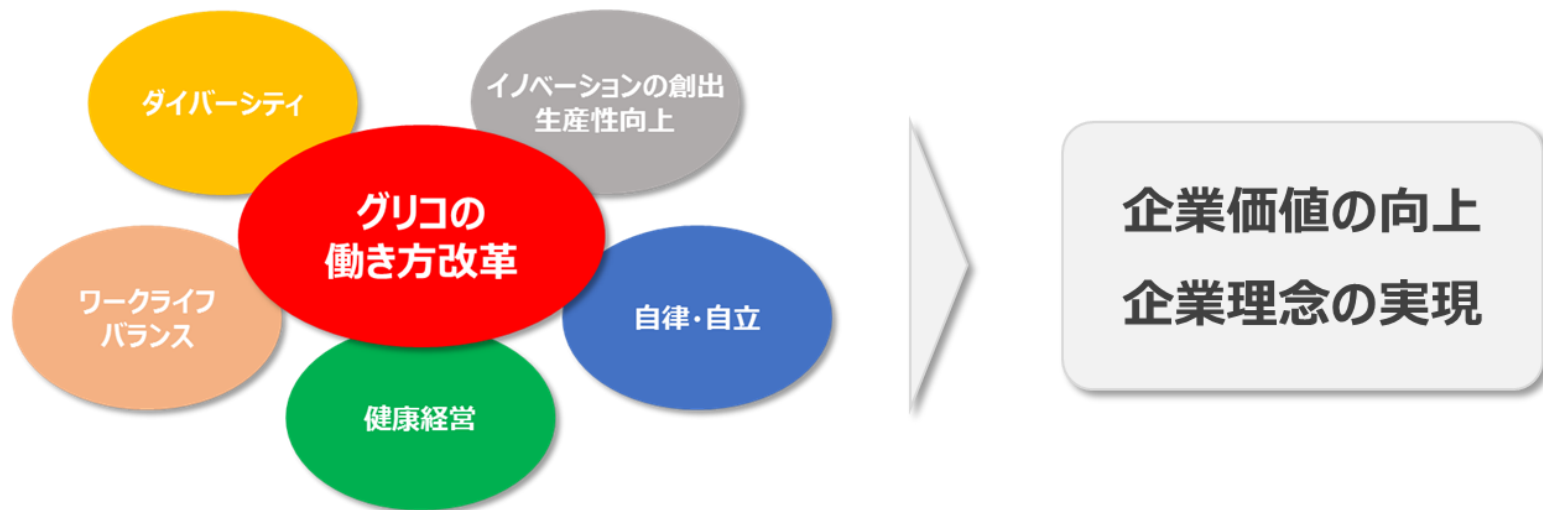 ダイバーシティ
イノベーションの創出
生産性向上
グリコの
働き方改革
ワークライフ
バランス
自律・自立
健康経営
企業価値の向上
企業理念の実現